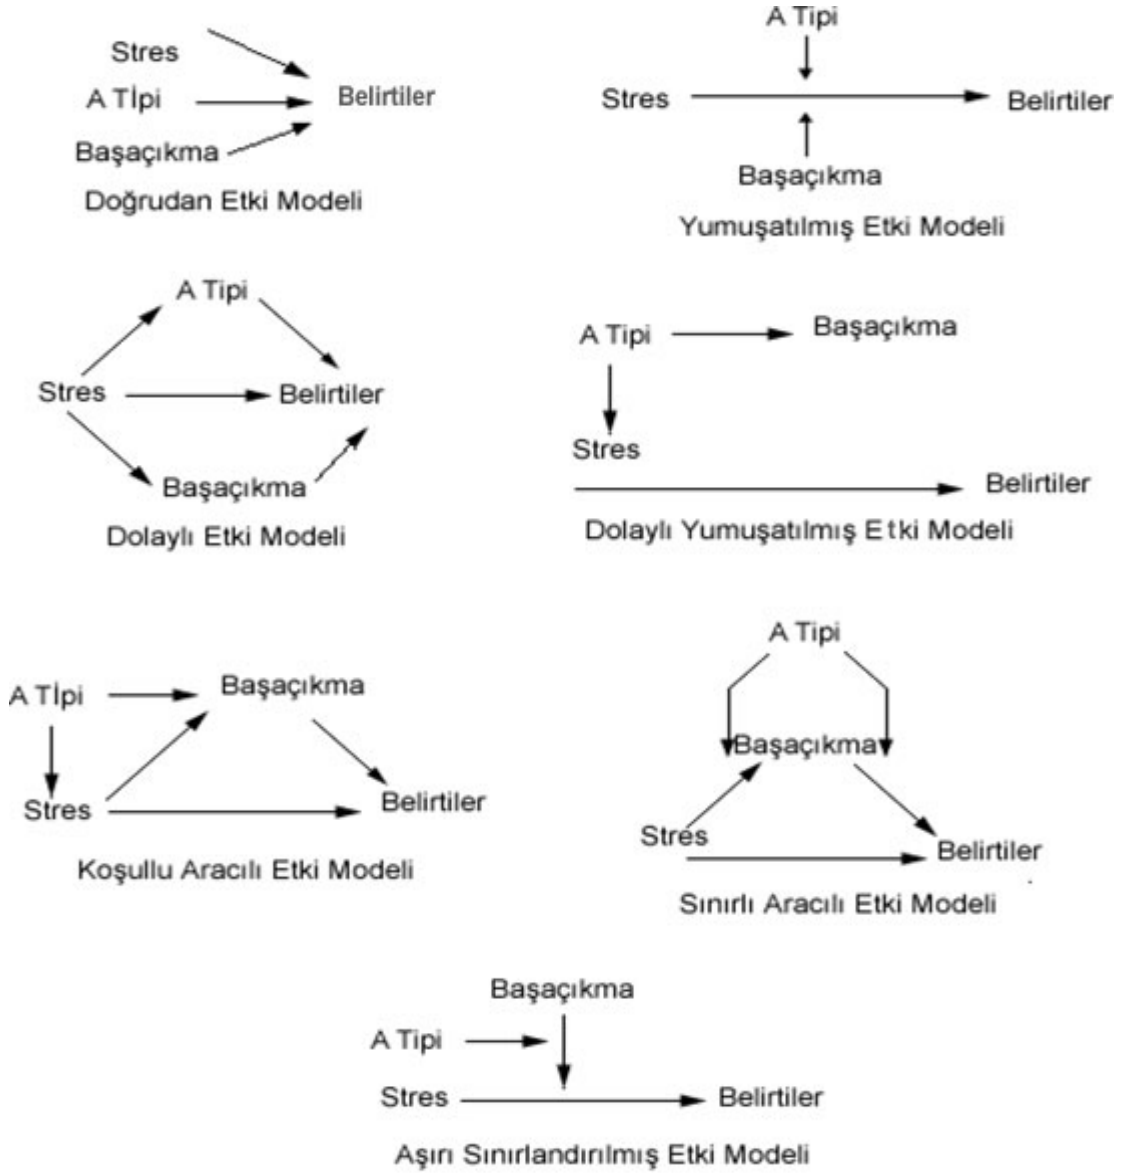 Stres
A Tİpi
Belirtiler
Başaçıkma
Doğrudan Etki Modeli
A Tipi
Stres
Belirtiler
Başaçıkma
Yumuşatılmış Etki Modeli
A Tipi
Stres
Belirtiler
Başaçıkma
Dolaylı Etki Modeli
A Tipi
Başaçıkma
Stres
Belirtiler
Dolaylı Yumuşatılmış Etki Modeli
A Tİpi
Başaçıkma
Stres
Belirtiler
Koşullu Aracılı Etki Modeli
A Tipi
Başaçıkma
Stres
Belirtiler
Sınırlı Aracılı Etki Modeli
Başaçıkma
A Tipi
Stres
Belirtiler
Aşırı Sınırlandırılmış Etki Modeli